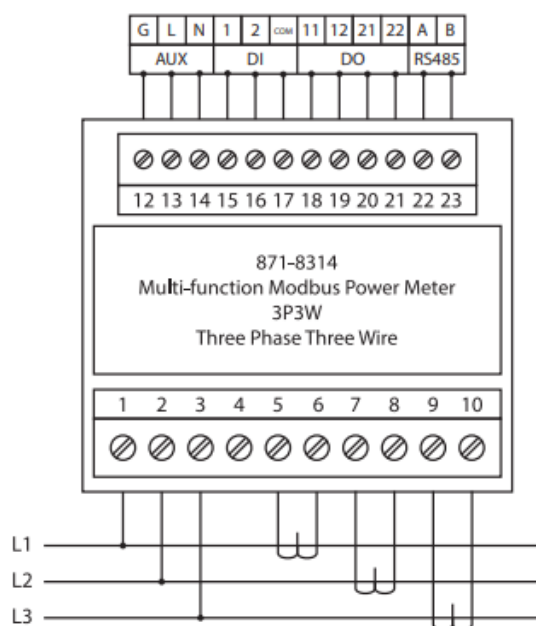 G L N 1 2 COM 11 12 21 22 A B
AUX DI DO RS485
12 13 14 15 16 17 18 19 20 21 22 23
871-8314
Multi-function Modbus Power Meter
3P3W
Three Phase Three Wire
1 2 3 4 5 6 7 8 9 10
L1
L2
L3